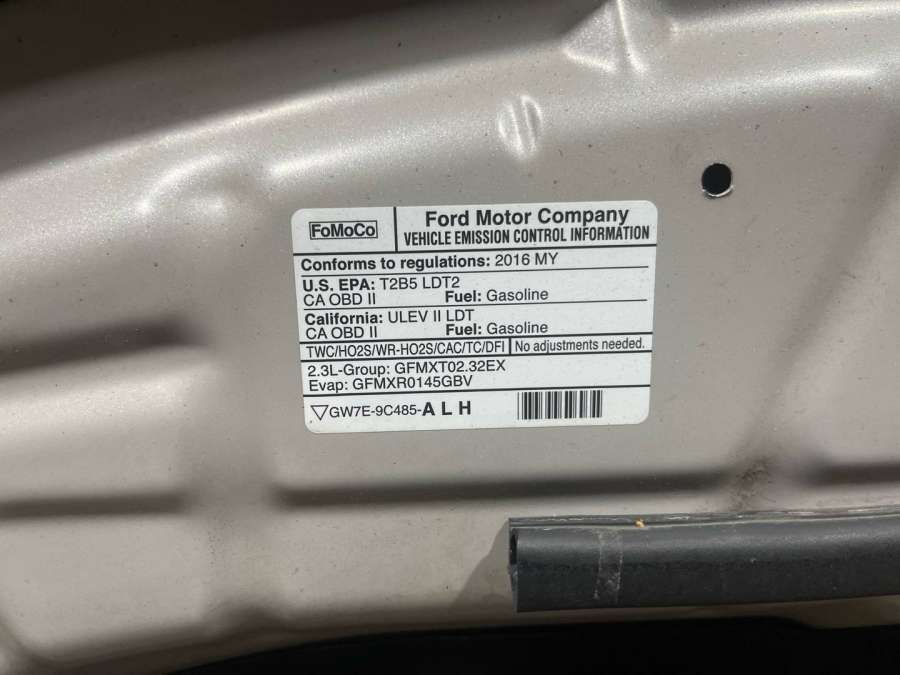 FoMoCo
Ford Motor Company
VEHICLE EMISSION CONTROL INFORMATION
Conforms to regulations: 2016 MY
U.S. EPA: T2B5 LDT2
CA OBD II Fuel: Gasoline
California: ULEV II LDT
CA OBD II Fuel: Gasoline
TWC/HO2S/WR-HO2S/CAC/TC/DFI No adjustments needed.
2.3L-Group: GFMXT02.32EX
Evap: GFMXR0145GBV
GW7E-9C485-A L H